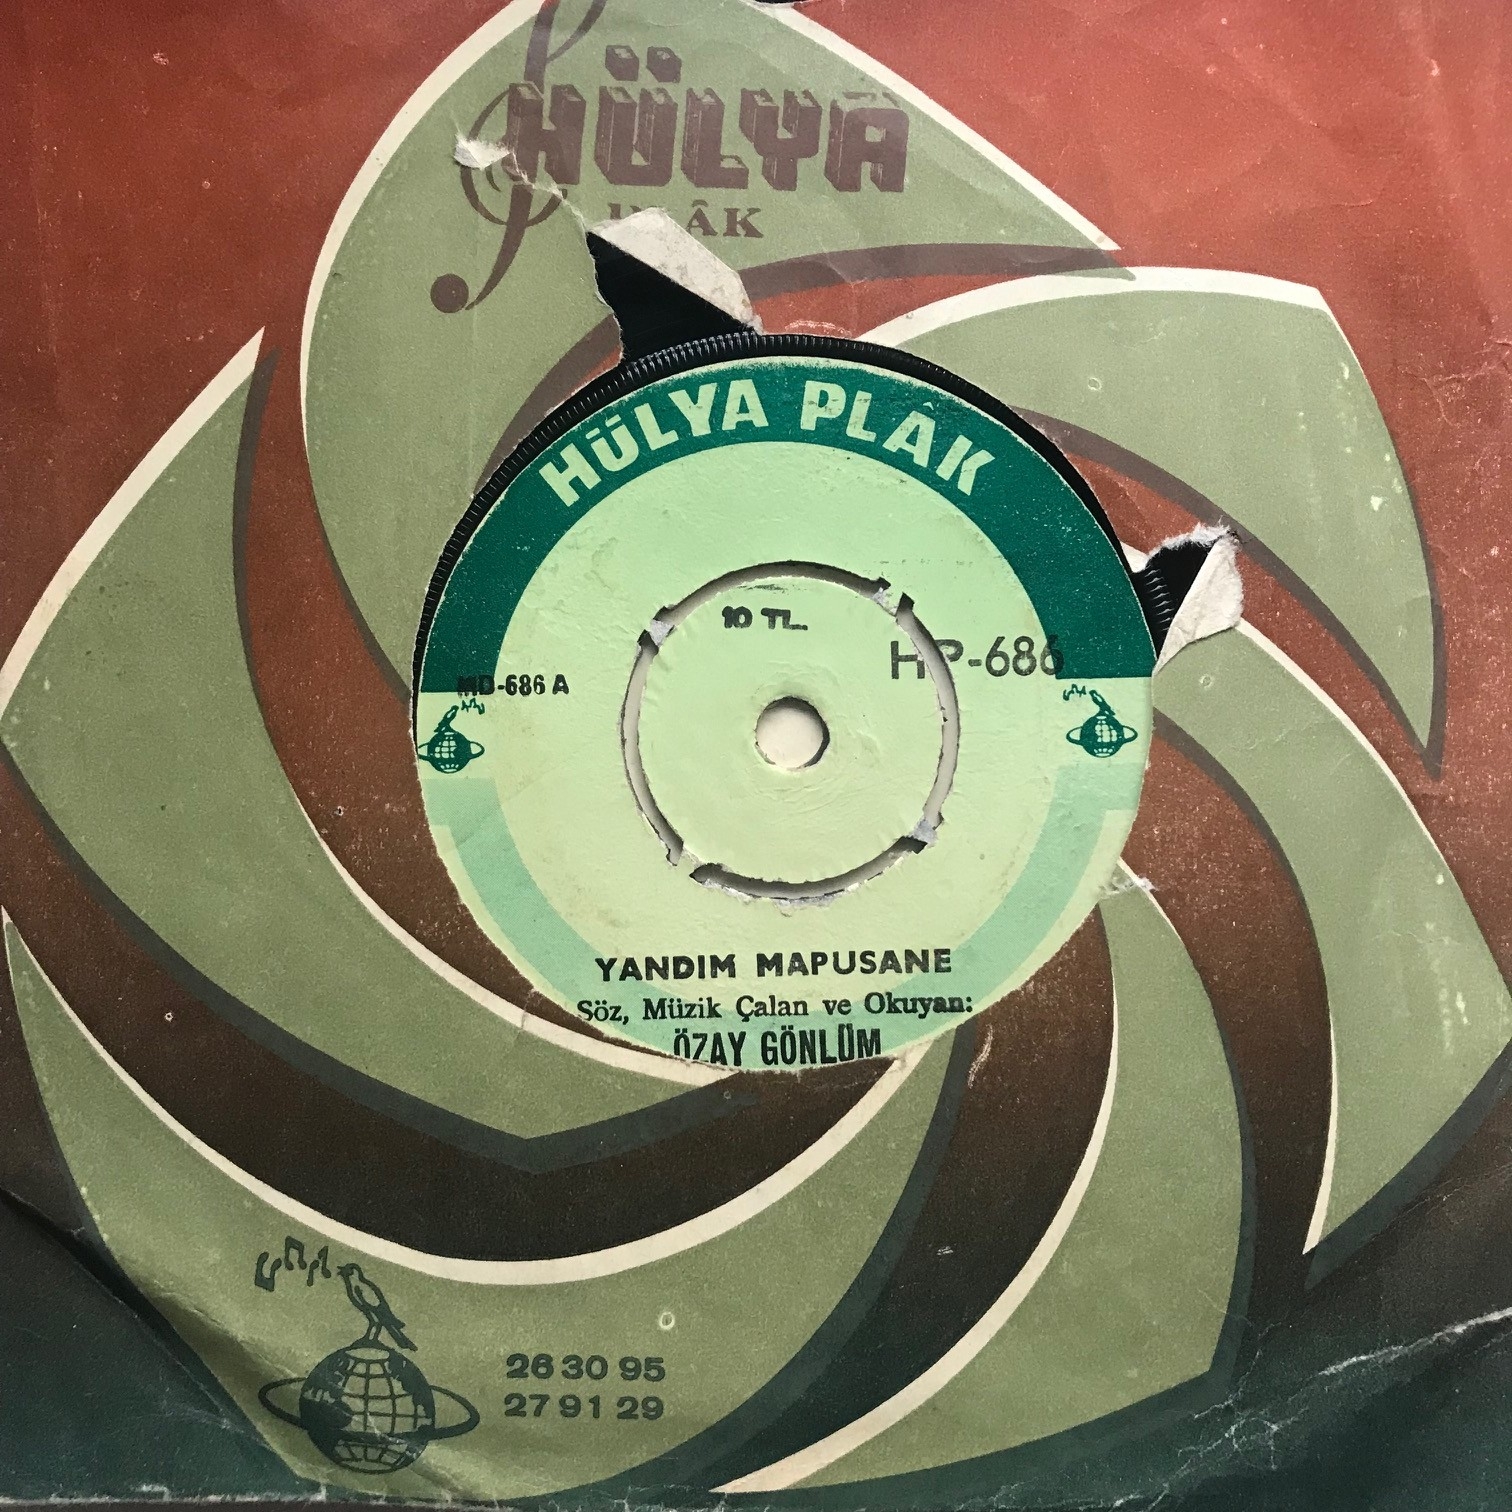 HÜLYA
PLÂK
HÜLYA PLÂK
10 TL.
HP-686
MD-686 A
YANDIM MAPUSANE
Söz, Müzik Çalan ve Okuyan:
ÖZAY GÖNLÜM
26 30 95
27 91 29